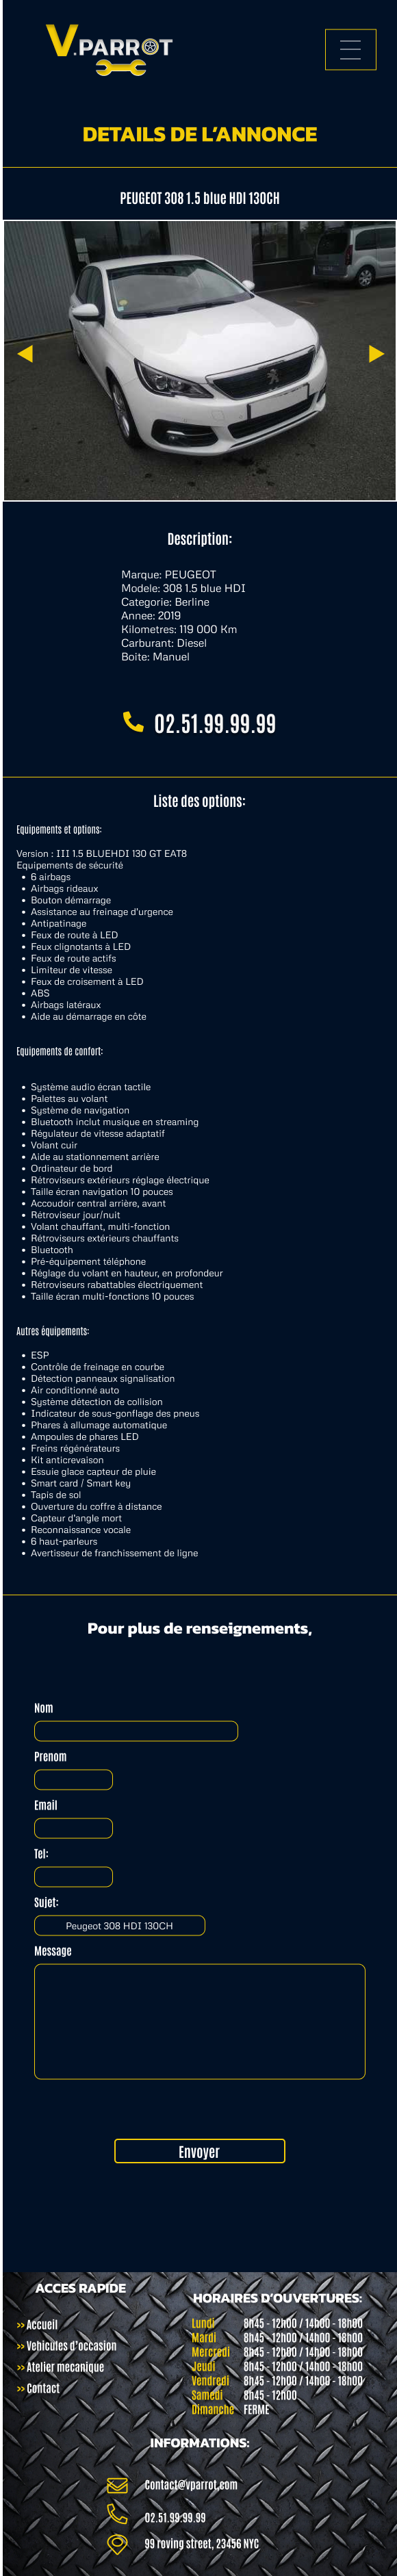 V.PARROT
DETAILS DE L'ANNONCE
PEUGEOT 308 1.5 blue HDI 130CH
Description:
Marque: PEUGEOT
Modele: 308 1.5 blue HDI
Categorie: Berline
Annee: 2019
Kilometres: 119 000 Km
Carburant: Diesel
Boite: Manuel
02.51.99.99.99
Liste des options:
Equipements et options:
Version : III 1.5 BLUEHDI 130 GT EAT8
Equipements de sécurité
• 6 airbags
• Airbags rideaux
• Bouton démarrage
• Assistance au freinage d'urgence
• Antipatinage
• Feux de route à LED
• Feux clignotants à LED
• Feux de route actifs
• Limiteur de vitesse
• Feux de croisement à LED
• ABS
• Airbags latéraux
• Aide au démarrage en côte
Equipements de confort:
• Système audio écran tactile
• Palettes au volant
• Système de navigation
• Bluetooth inclut musique en streaming
• Régulateur de vitesse adaptatif
• Volant cuir
• Aide au stationnement arrière
• Ordinateur de bord
• Rétroviseurs extérieurs réglage électrique
• Taille écran navigation 10 pouces
• Accoudoir central arrière, avant
• Rétroviseur jour/nuit
• Volant chauffant, multi-fonction
• Rétroviseurs extérieurs chauffants
• Bluetooth
• Pré-équipement téléphone
• Réglage du volant en hauteur, en profondeur
• Rétroviseurs rabattables électriquement
• Taille écran multi-fonctions 10 pouces
Autres équipements:
• ESP
• Contrôle de freinage en courbe
• Détection panneaux signalisation
• Air conditionné auto
• Système détection de collision
• Indicateur de sous-gonflage des pneus
• Phares à allumage automatique
• Ampoules de phares LED
• Freins régénérateurs
• Kit anticrevaison
• Essuie glace capteur de pluie
• Smart card / Smart key
• Tapis de sol
• Ouverture du coffre à distance
• Capteur d'angle mort
• Reconnaissance vocale
• 6 haut-parleurs
• Avertisseur de franchissement de ligne
Pour plus de renseignements,
Nom
Prenom
Email
Tel:
Sujet:
Peugeot 308 HDI 130CH
Message
Envoyer
ACCES RAPIDE
>> Accueil
>> Vehicules d'occasion
>> Atelier mecanique
>> Contact
HORAIRES D'OUVERTURES:
Lundi 8h45 - 12h00 / 14h00 - 18h00
Mardi 8h45 - 12h00 / 14h00 - 18h00
Mercredi 8h45 - 12h00 / 14h00 - 18h00
Jeudi 8h45 - 12h00 / 14h00 - 18h00
Vendredi 8h45 - 12h00 / 14h00 - 18h00
Samedi 8h45 - 12h00
Dimanche FERME
INFORMATIONS:
Contact@vparrot.com
02.51.99.99.99
99 roving street, 23456 NYC